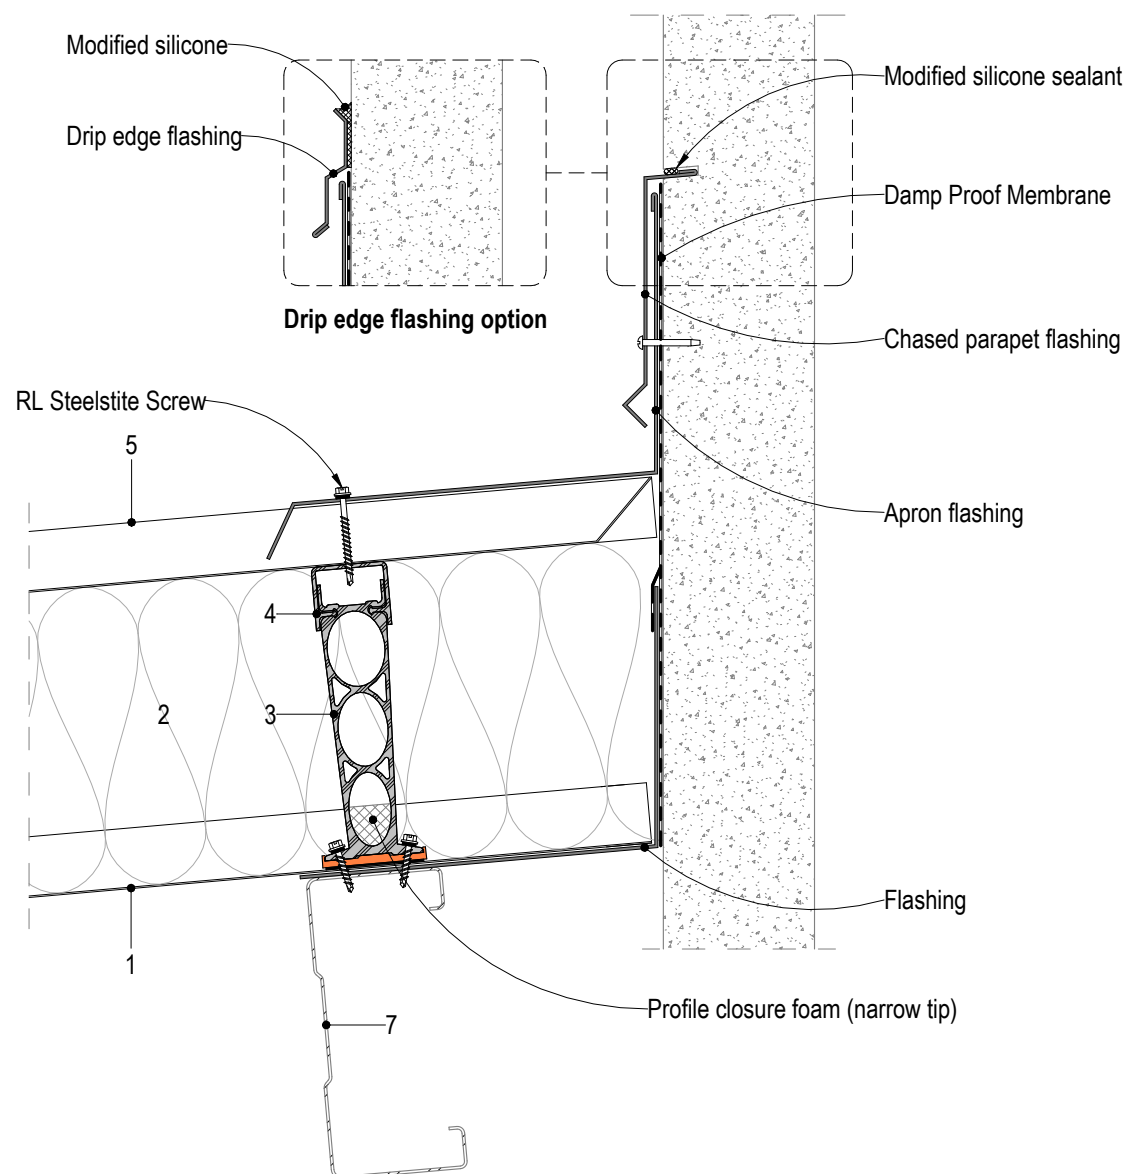 Modified silicone
Modified silicone sealant
Drip edge flashing
Damp Proof Membrane
Drip edge flashing option
Chased parapet flashing
RL Steelstite Screw
5
Apron flashing
4
2
3
Flashing
1
Profile closure foam (narrow tip)
7